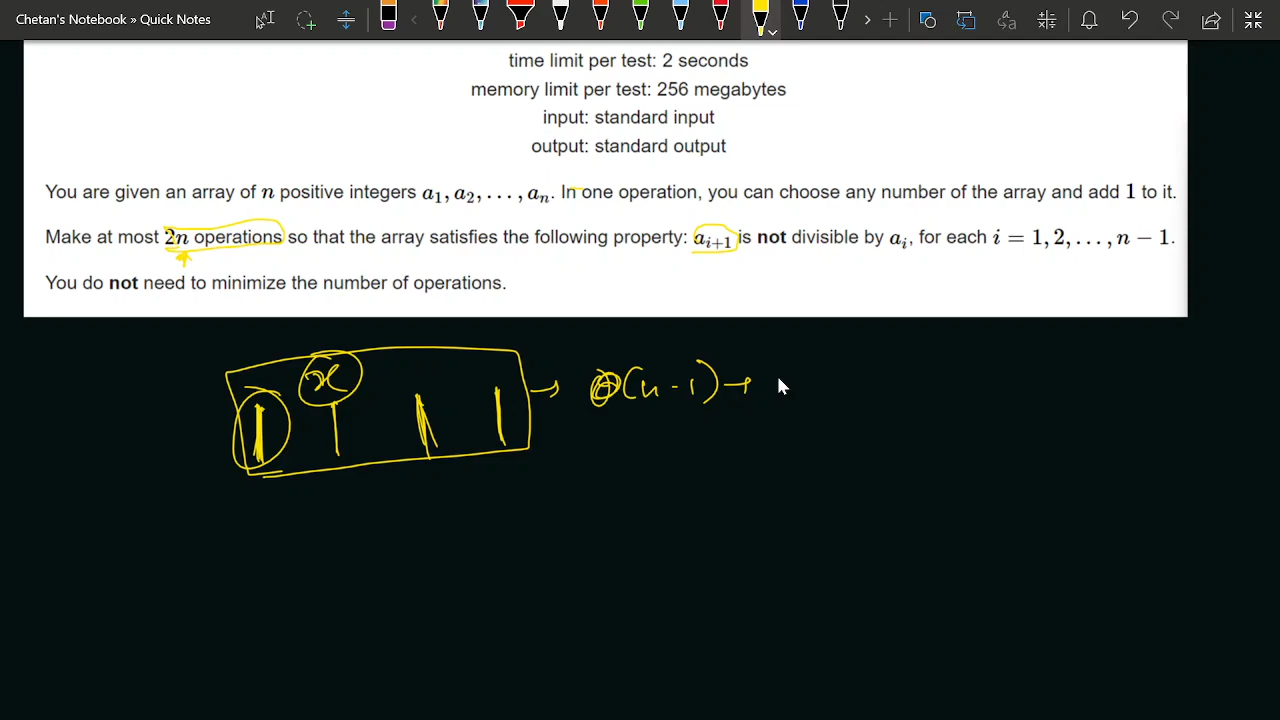 Chetan's Notebook » Quick Notes
time limit per test: 2 seconds
memory limit per test: 256 megabytes
input: standard input
output: standard output
You are given an array of n positive integers a₁, a₂, . . . , aₙ. In one operation, you can choose any number of the array and add 1 to it.
Make at most 2n operations so that the array satisfies the following property: aᵢ₊₁ is not divisible by aᵢ, for each i = 1, 2, . . . , n − 1.
You do not need to minimize the number of operations.
x
→ (n - 1) →